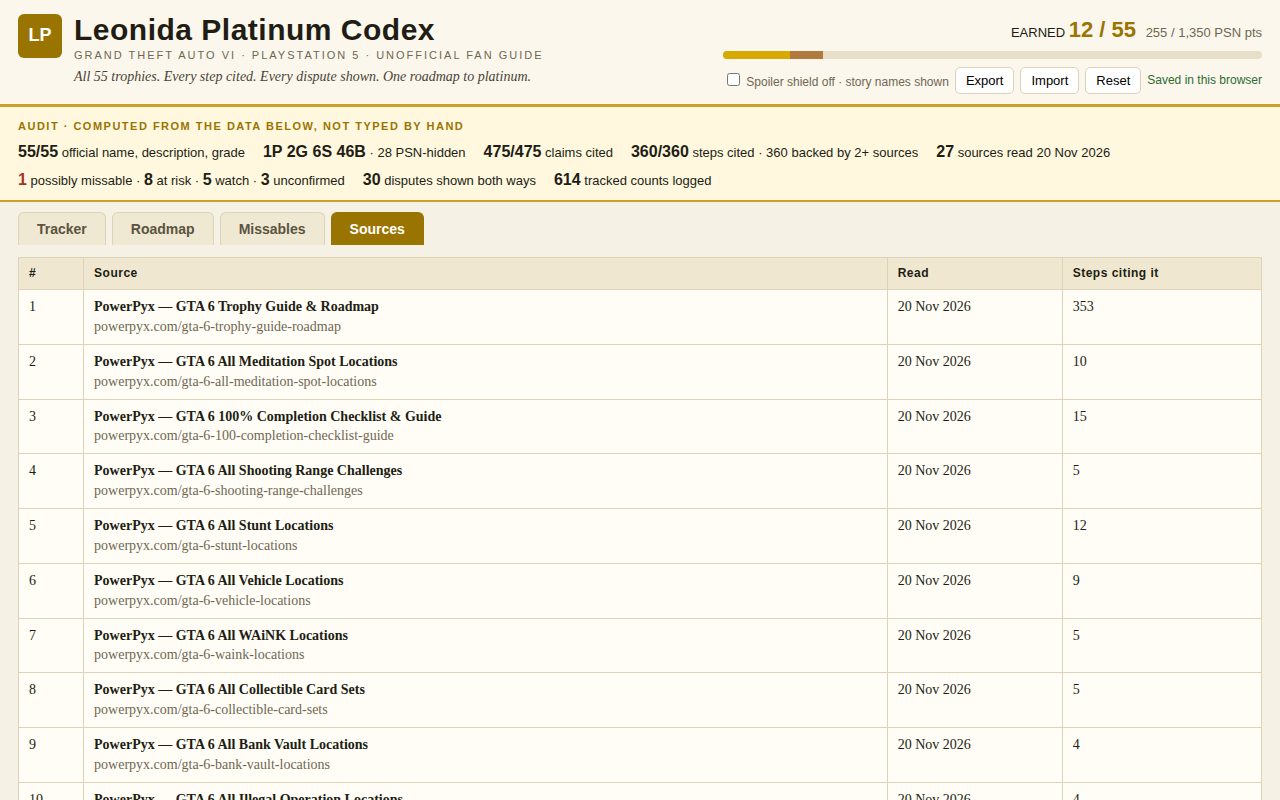 LP
Leonida Platinum Codex
GRAND THEFT AUTO VI · PLAYSTATION 5 · UNOFFICIAL FAN GUIDE
All 55 trophies. Every step cited. Every dispute shown. One roadmap to platinum.
EARNED 12 / 55 255 / 1,350 PSN pts
Spoiler shield off · story names shown Export Import Reset Saved in this browser
AUDIT · COMPUTED FROM THE DATA BELOW, NOT TYPED BY HAND
55/55 official name, description, grade 1P 2G 6S 46B · 28 PSN-hidden 475/475 claims cited 360/360 steps cited · 360 backed by 2+ sources 27 sources read 20 Nov 2026
1 possibly missable · 8 at risk · 5 watch · 3 unconfirmed 30 disputes shown both ways 614 tracked counts logged
Tracker Roadmap Missables Sources
# Source Read Steps citing it
1 PowerPyx — GTA 6 Trophy Guide & Roadmap 20 Nov 2026 353
powerpyx.com/gta-6-trophy-guide-roadmap
2 PowerPyx — GTA 6 All Meditation Spot Locations 20 Nov 2026 10
powerpyx.com/gta-6-all-meditation-spot-locations
3 PowerPyx — GTA 6 100% Completion Checklist & Guide 20 Nov 2026 15
powerpyx.com/gta-6-100-completion-checklist-guide
4 PowerPyx — GTA 6 All Shooting Range Challenges 20 Nov 2026 5
powerpyx.com/gta-6-shooting-range-challenges
5 PowerPyx — GTA 6 All Stunt Locations 20 Nov 2026 12
powerpyx.com/gta-6-stunt-locations
6 PowerPyx — GTA 6 All Vehicle Locations 20 Nov 2026 9
powerpyx.com/gta-6-vehicle-locations
7 PowerPyx — GTA 6 All WAiNK Locations 20 Nov 2026 5
powerpyx.com/gta-6-waink-locations
8 PowerPyx — GTA 6 All Collectible Card Sets 20 Nov 2026 5
powerpyx.com/gta-6-collectible-card-sets
9 PowerPyx — GTA 6 All Bank Vault Locations 20 Nov 2026 4
powerpyx.com/gta-6-bank-vault-locations
10 PowerPyx — GTA 6 All Illegal Operation Locations 20 Nov 2026 4